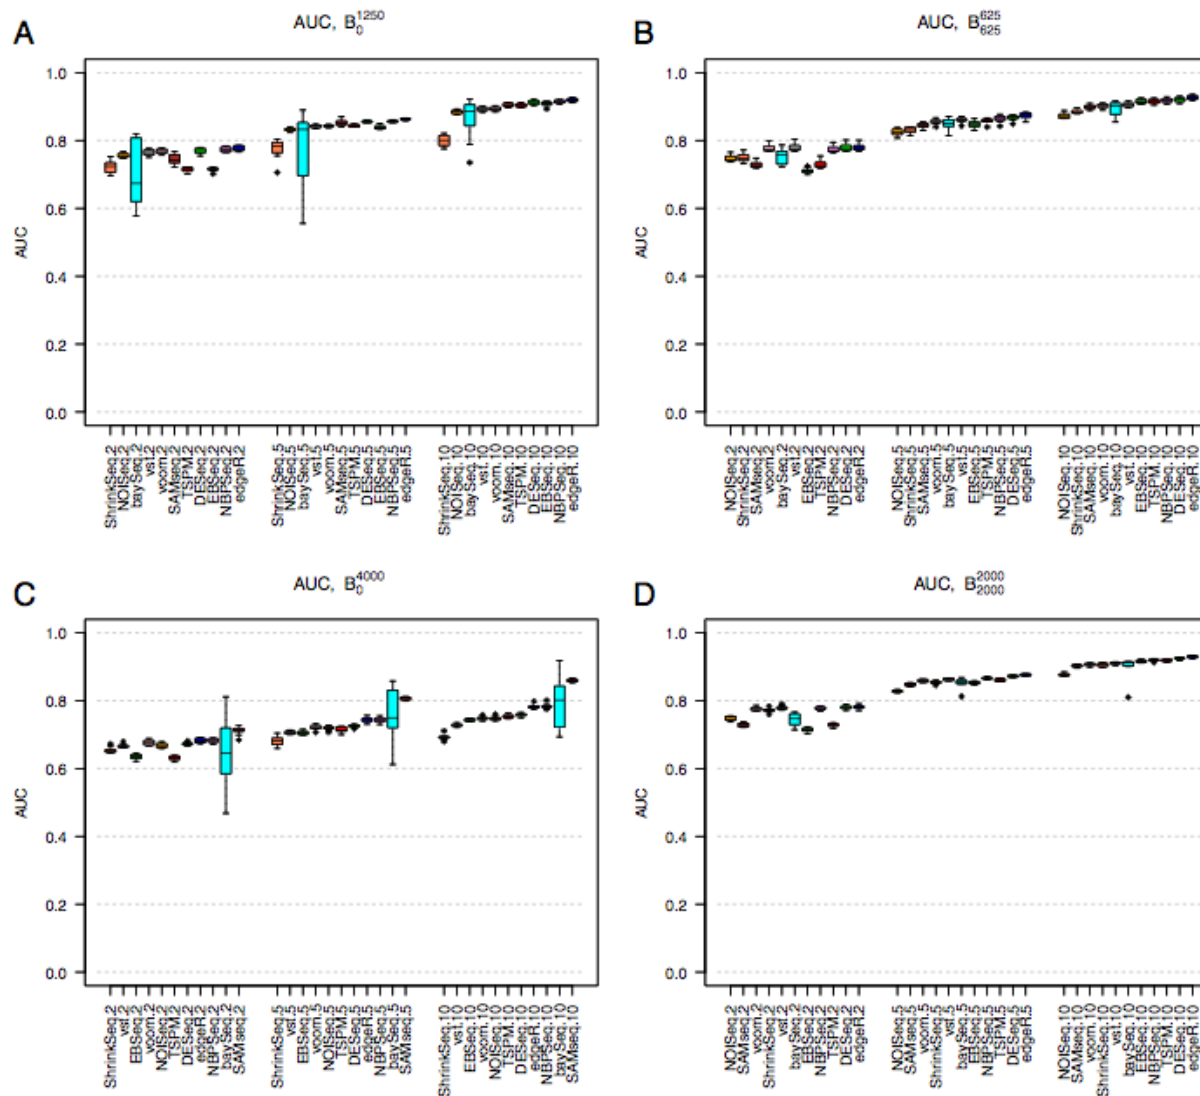 A
AUC, B₀¹²⁵⁰
AUC
1.0
0.8
0.6
0.4
0.2
0.0
ShrinkSeq.2
NOISeq.2
baySeq.2
vst.2
voom.2
SAMseq.2
TSPM.2
DESeq.2
EBSeq.2
NBPSeq.2
edgeR.2
ShrinkSeq.5
NOISeq.5
baySeq.5
vst.5
voom.5
SAMseq.5
TSPM.5
DESeq.5
EBSeq.5
NBPSeq.5
edgeR.5
ShrinkSeq.10
NOISeq.10
baySeq.10
vst.10
voom.10
SAMseq.10
TSPM.10
DESeq.10
EBSeq.10
NBPSeq.10
edgeR.10
B
AUC, B₆₂₅⁶²⁵
AUC
1.0
0.8
0.6
0.4
0.2
0.0
NOISeq.2
ShrinkSeq.2
SAMseq.2
voom.2
baySeq.2
vst.2
EBSeq.2
TSPM.2
NBPSeq.2
DESeq.2
edgeR.2
NOISeq.5
ShrinkSeq.5
SAMseq.5
voom.5
baySeq.5
vst.5
EBSeq.5
TSPM.5
NBPSeq.5
DESeq.5
edgeR.5
NOISeq.10
ShrinkSeq.10
SAMseq.10
voom.10
baySeq.10
vst.10
EBSeq.10
TSPM.10
NBPSeq.10
DESeq.10
edgeR.10
C
AUC, B₀⁴⁰⁰⁰
AUC
1.0
0.8
0.6
0.4
0.2
0.0
ShrinkSeq.2
vst.2
EBSeq.2
voom.2
NOISeq.2
TSPM.2
DESeq.2
edgeR.2
NBPSeq.2
baySeq.2
SAMseq.2
ShrinkSeq.5
vst.5
EBSeq.5
voom.5
NOISeq.5
TSPM.5
DESeq.5
edgeR.5
NBPSeq.5
baySeq.5
SAMseq.5
ShrinkSeq.10
vst.10
EBSeq.10
voom.10
NOISeq.10
TSPM.10
DESeq.10
edgeR.10
NBPSeq.10
baySeq.10
SAMseq.10
D
AUC, B₂₀₀₀²⁰⁰⁰
AUC
1.0
0.8
0.6
0.4
0.2
0.0
NOISeq.2
SAMseq.2
voom.2
ShrinkSeq.2
vst.2
baySeq.2
EBSeq.2
NBPSeq.2
TSPM.2
DESeq.2
edgeR.2
NOISeq.5
SAMseq.5
voom.5
ShrinkSeq.5
vst.5
baySeq.5
EBSeq.5
NBPSeq.5
TSPM.5
DESeq.5
edgeR.5
NOISeq.10
SAMseq.10
voom.10
ShrinkSeq.10
vst.10
baySeq.10
EBSeq.10
NBPSeq.10
TSPM.10
DESeq.10
edgeR.10